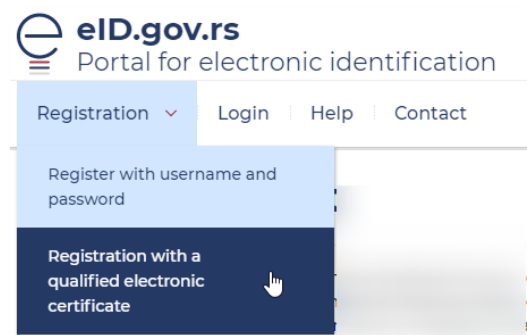 eID.gov.rs
Portal for electronic identification
Registration Login Help Contact
Register with username and
password
Registration with a
qualified electronic
certificate